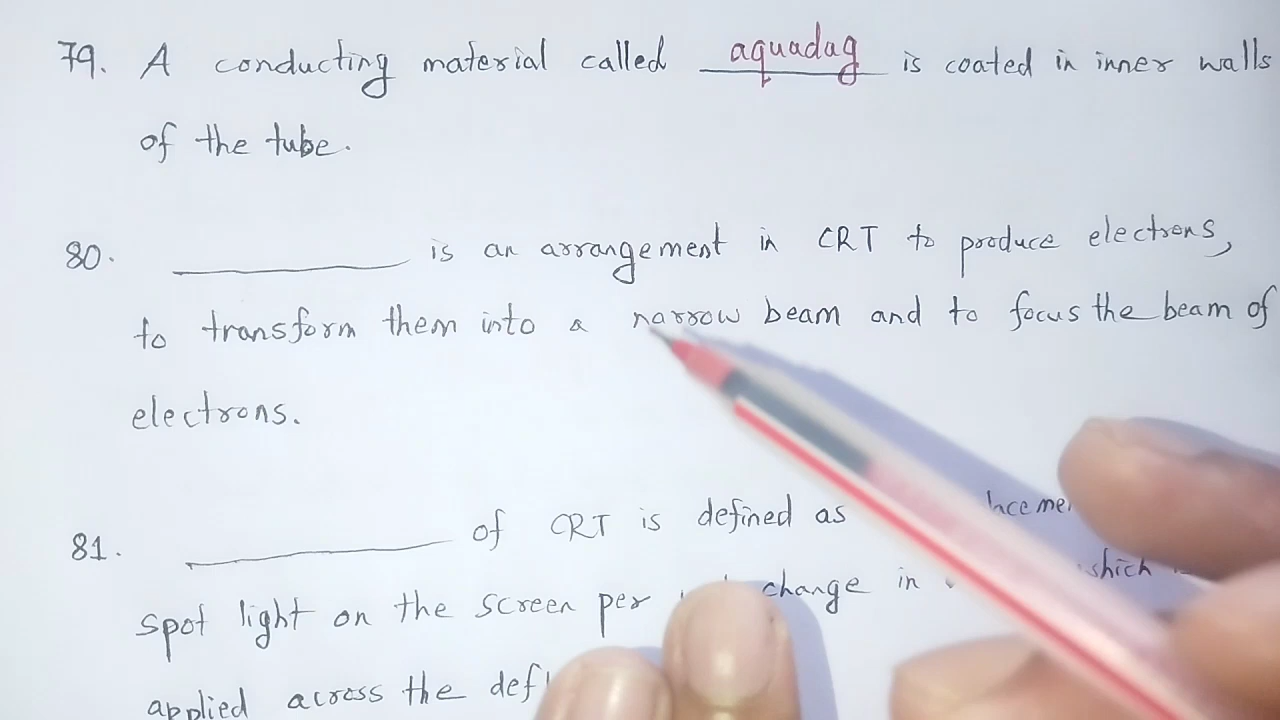 79. A conducting material called aquadag is coated in inner walls
of the tube.
80. is an arrangement in CRT to produce electrons,
to transform them into a narrow beam and to focus the beam of
electrons.
81. of CRT is defined as
spot light on the screen per change in which
applied across the